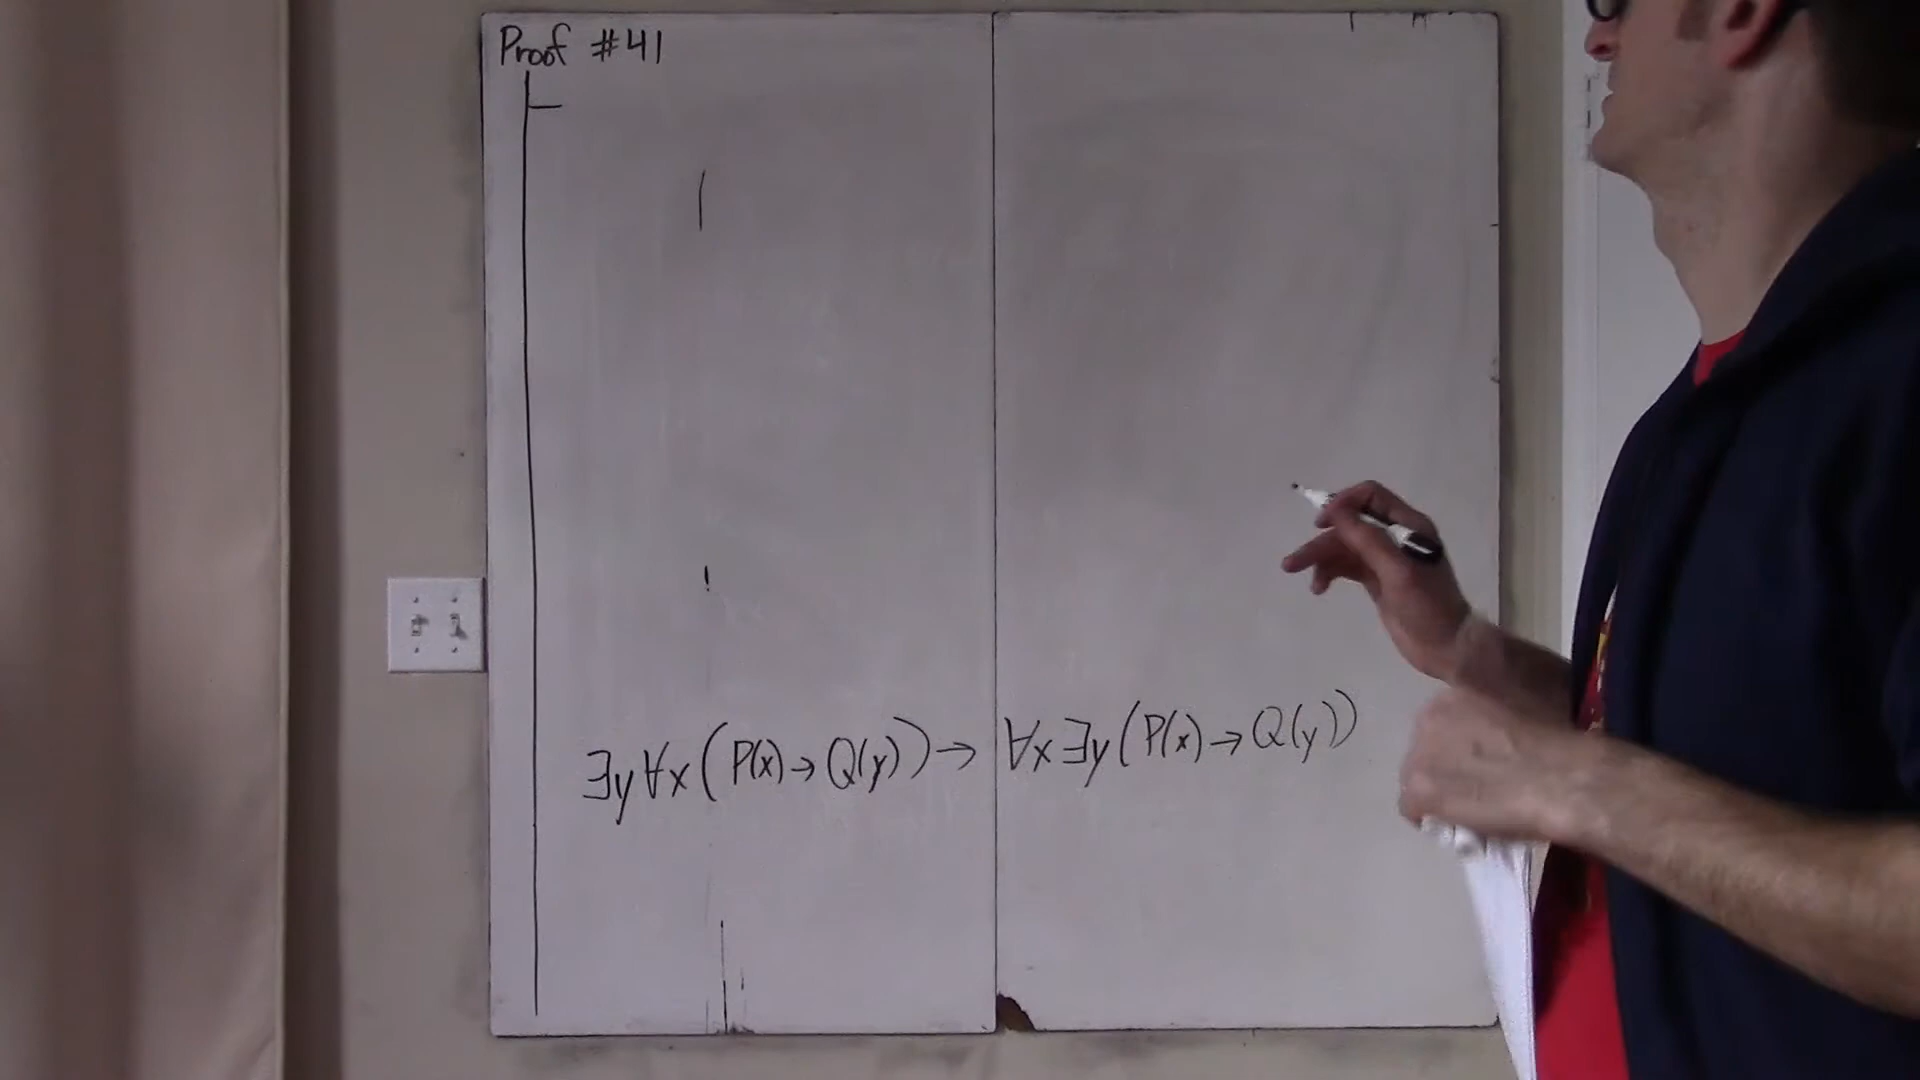 Proof #41
∃y∀x(P(x)→Q(y))→ ∀x∃y(P(x)→Q(y))